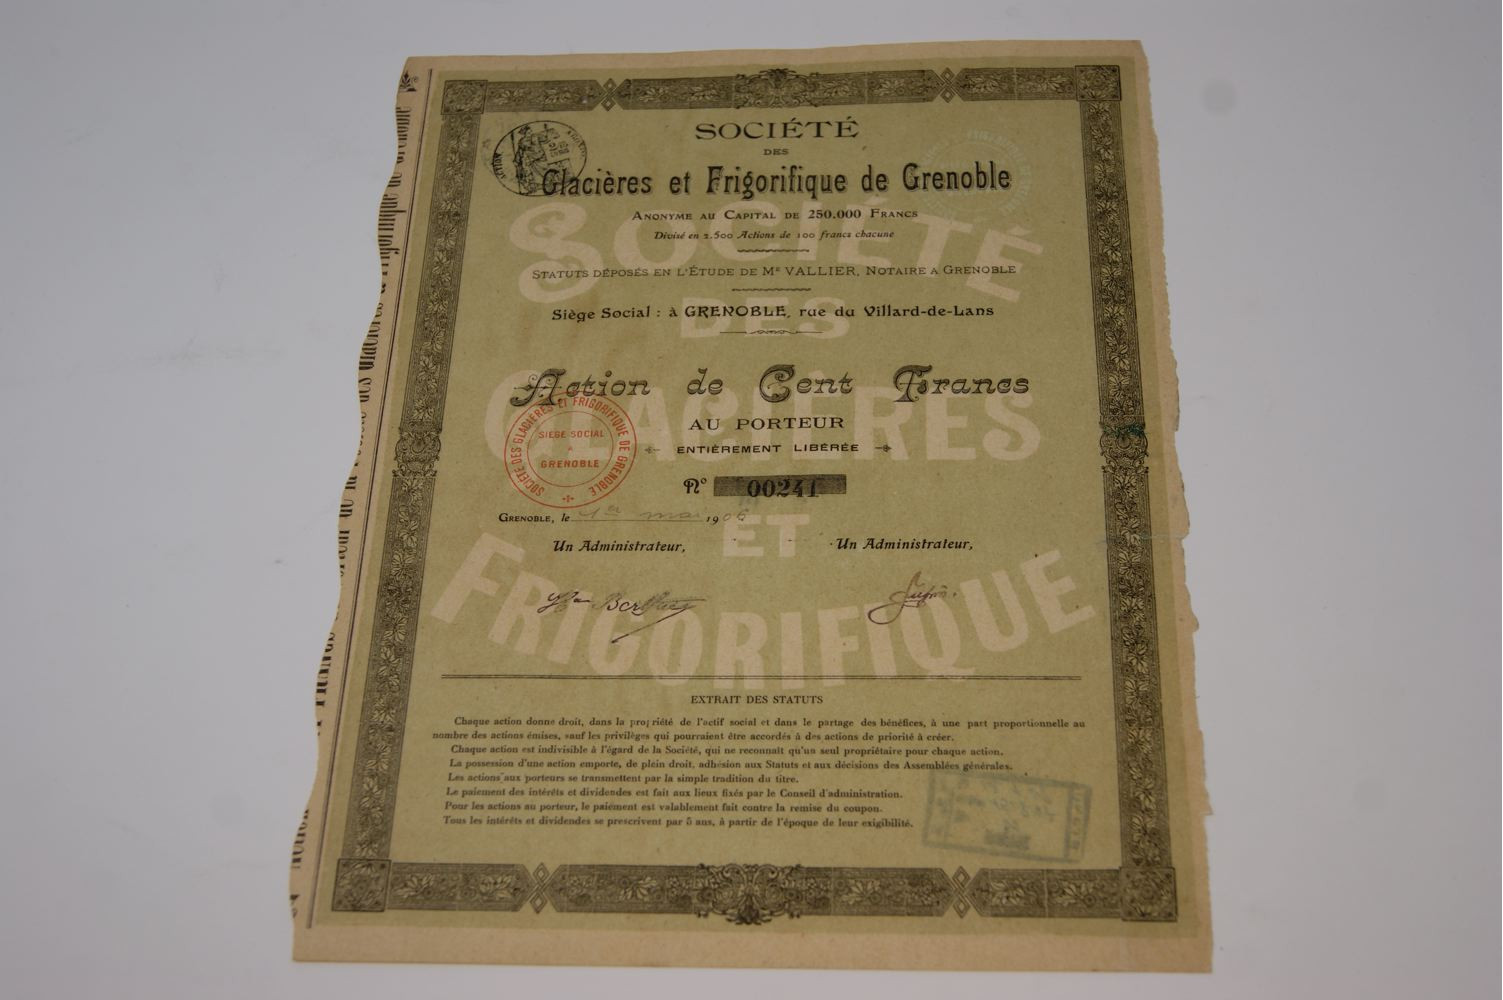 SOCIÉTÉ
DES
Glacières et Frigorifique de Grenoble
ANONYME AU CAPITAL DE 250.000 FRANCS
Divisé en 2.500 Actions de 100 francs chacune
STATUTS DÉPOSÉS EN L'ÉTUDE DE Me VALLIER, NOTAIRE A GRENOBLE
Siège Social : à GRENOBLE, rue du Villard-de-Lans
Action de Cent Francs
AU PORTEUR
ENTIÈREMENT LIBÉRÉE
No 00241
SOCIÉTÉ DES GLACIÈRES ET FRIGORIFIQUE DE GRENOBLE
SIEGE SOCIAL
A
GRENOBLE
GRENOBLE, le 1er mai 1906
Un Administrateur, Un Administrateur,
SOCIÉTÉ
DES
GLACIÈRES
ET
FRIGORIFIQUE
EXTRAIT DES STATUTS
Chaque action donne droit, dans la propriété de l'actif social et dans le partage des bénéfices, à une part proportionnelle au
nombre des actions émises, sauf les privilèges qui pourraient être accordés à des actions de priorité à créer.
Chaque action est indivisible à l'égard de la Société, qui ne reconnaît qu'un seul propriétaire pour chaque action.
La possession d'une action emporte, de plein droit, adhésion aux Statuts et aux décisions des Assemblées générales.
Les actions aux porteurs se transmettent par la simple tradition du titre.
Le paiement des intérêts et dividendes est fait aux lieux fixés par le Conseil d'administration.
Pour les actions au porteur, le paiement est valablement fait contre la remise du coupon.
Tous les intérêts et dividendes se prescrivent par 5 ans, à partir de l'époque de leur exigibilité.